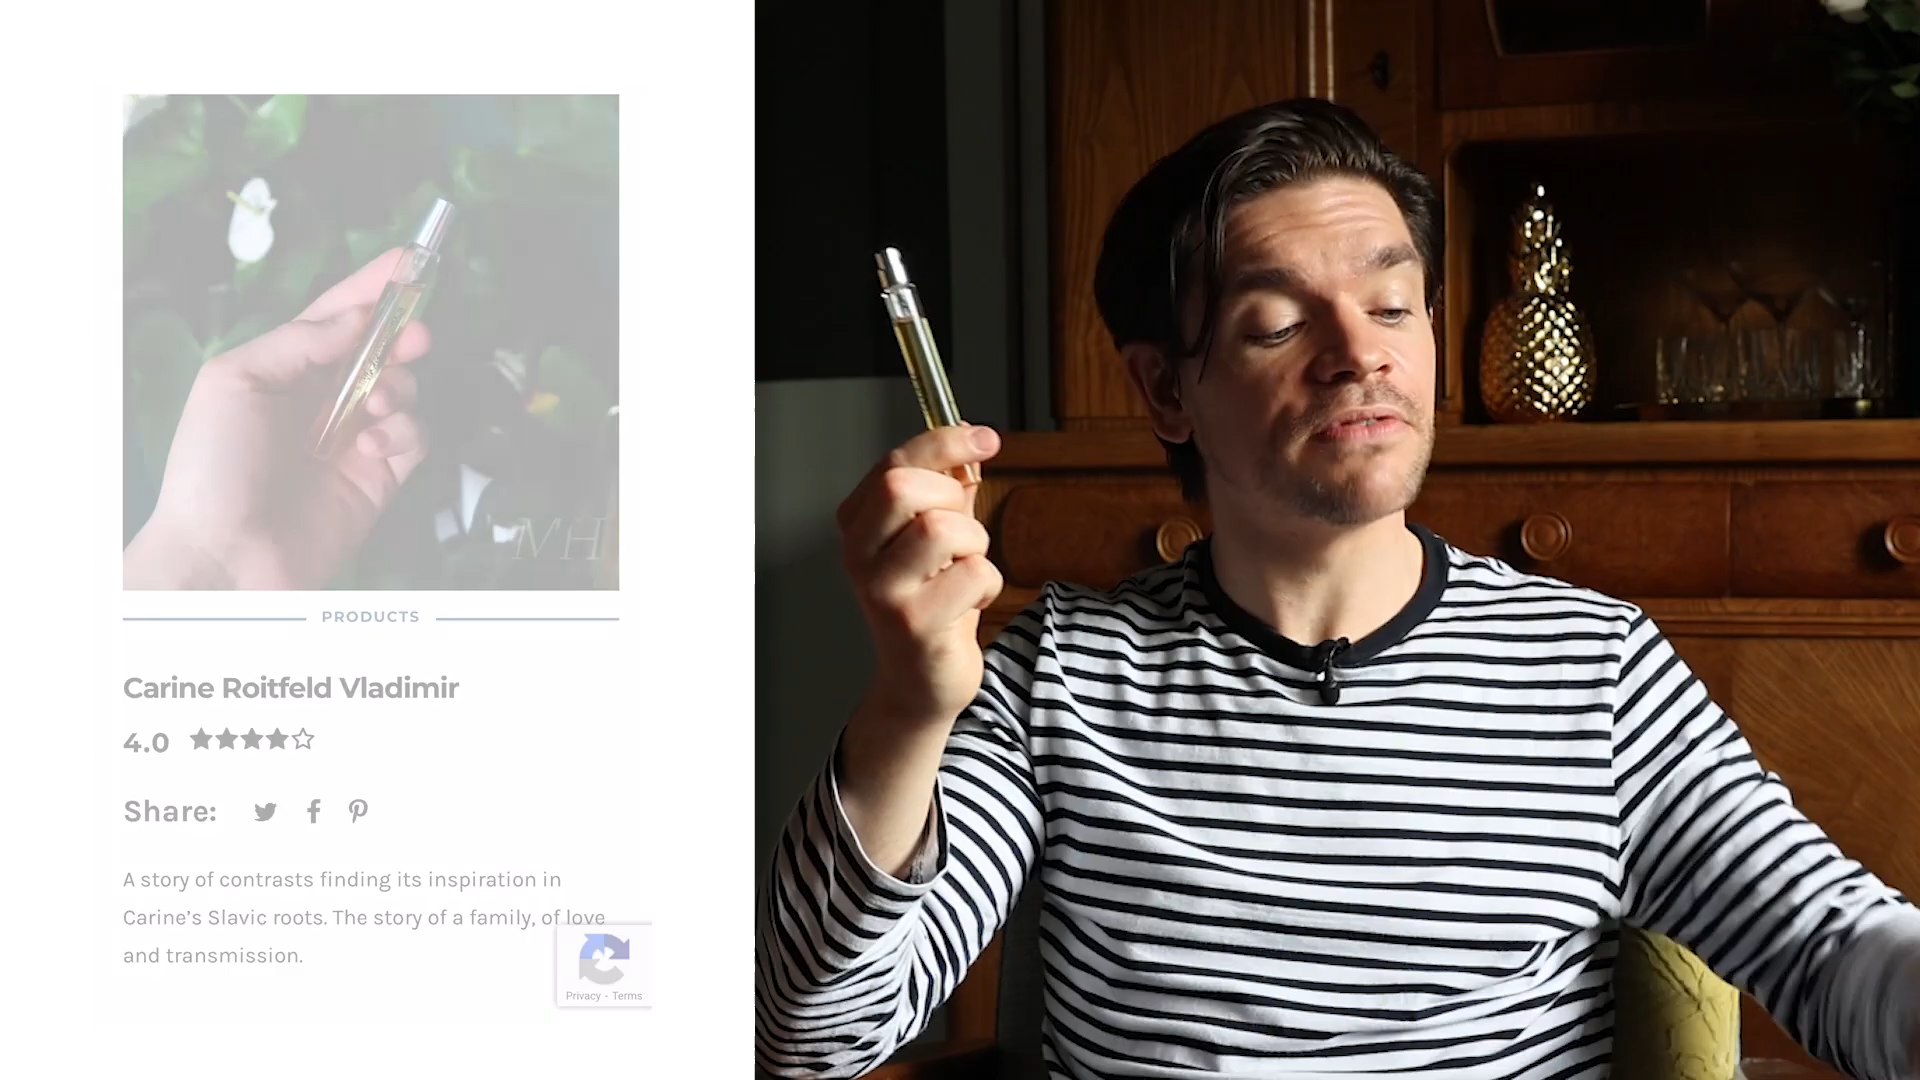 MH
PRODUCTS
Carine Roitfeld Vladimir
4.0
Share:
A story of contrasts finding its inspiration in
Carine’s Slavic roots. The story of a family, of love
and transmission.
Privacy - Terms